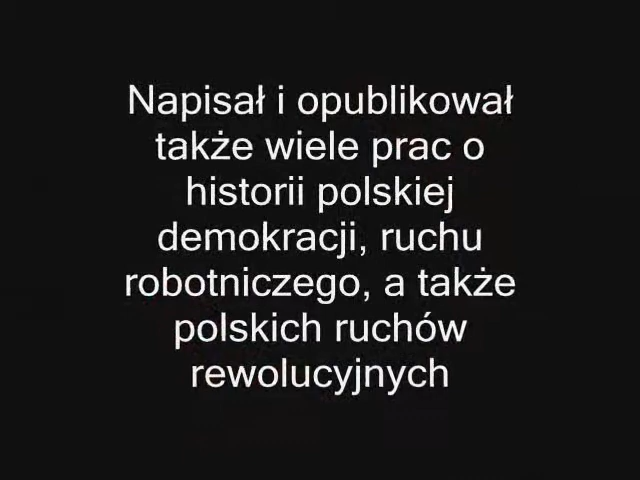 Napisał i opublikował
także wiele prac o
historii polskiej
demokracji, ruchu
robotniczego, a także
polskich ruchów
rewolucyjnych